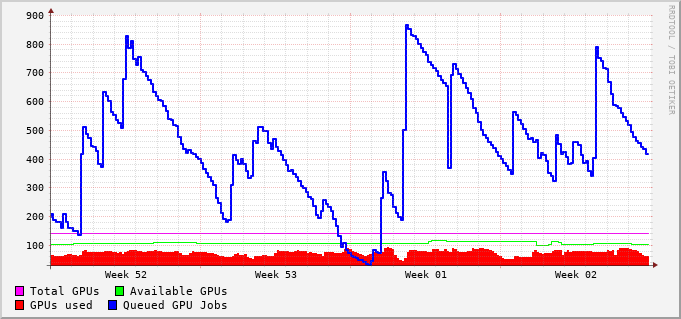 900
800
700
600
500
400
300
200
100
Week 52 Week 53 Week 01 Week 02
Total GPUs Available GPUs
GPUs used Queued GPU Jobs
RRDTOOL / TOBI OETIKER